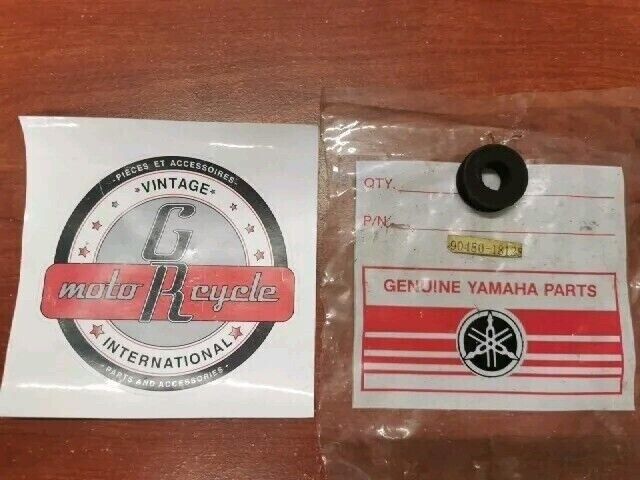 -PIÈCES ET ACCESSOIRES-
VINTAGE
G
moto R cycle
INTERNATIONAL
-PARTS AND ACCESSORIES-
QTY.
P/N
GENUINE YAMAHA PARTS